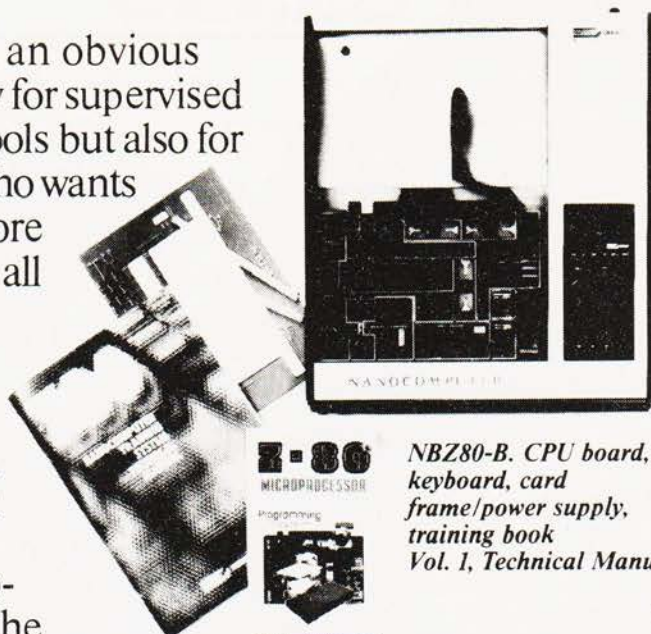 an obvious
for supervised
ools but also for
ho wants
ore
all
NANOCOMPUTER
Z-80
MICROPROCESSOR
Programming
NBZ80-B. CPU board,
keyboard, card
frame/power supply,
training book
Vol. 1, Technical Manu
he